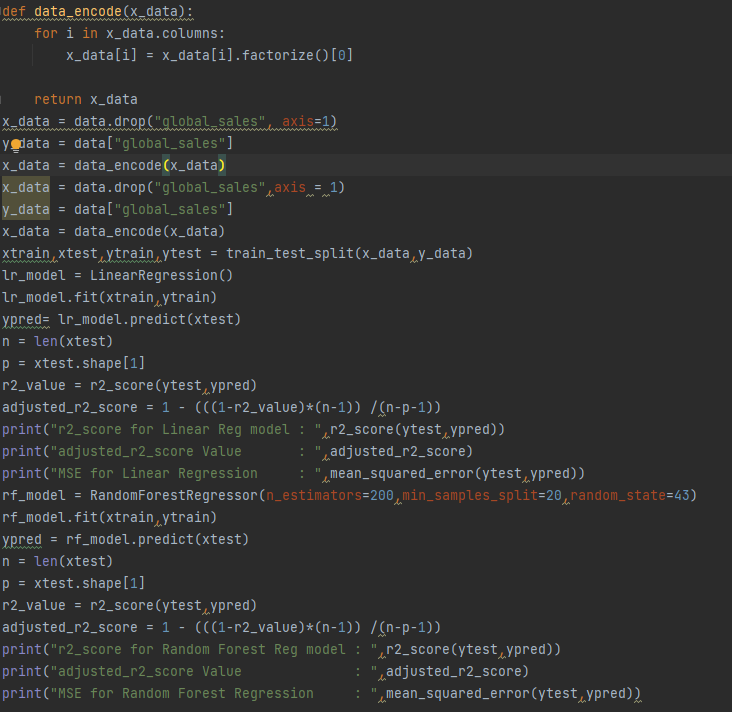 def data_encode(x_data):
    for i in x_data.columns:
        x_data[i] = x_data[i].factorize()[0]
    return x_data
x_data = data.drop("global_sales", axis=1)
y_data = data["global_sales"]
x_data = data_encode(x_data)
x_data = data.drop("global_sales",axis = 1)
y_data = data["global_sales"]
x_data = data_encode(x_data)
xtrain,xtest,ytrain,ytest = train_test_split(x_data,y_data)
lr_model = LinearRegression()
lr_model.fit(xtrain,ytrain)
ypred= lr_model.predict(xtest)
n = len(xtest)
p = xtest.shape[1]
r2_value = r2_score(ytest,ypred)
adjusted_r2_score = 1 - (((1-r2_value)*(n-1)) /(n-p-1))
print("r2_score for Linear Reg model : ",r2_score(ytest,ypred))
print("adjusted_r2_score Value       : ",adjusted_r2_score)
print("MSE for Linear Regression     : ",mean_squared_error(ytest,ypred))
rf_model = RandomForestRegressor(n_estimators=200,min_samples_split=20,random_state=43)
rf_model.fit(xtrain,ytrain)
ypred = rf_model.predict(xtest)
n = len(xtest)
p = xtest.shape[1]
r2_value = r2_score(ytest,ypred)
adjusted_r2_score = 1 - (((1-r2_value)*(n-1)) /(n-p-1))
print("r2_score for Random Forest Reg model : ",r2_score(ytest,ypred))
print("adjusted_r2_score Value              : ",adjusted_r2_score)
print("MSE for Random Forest Regression     : ",mean_squared_error(ytest,ypred))